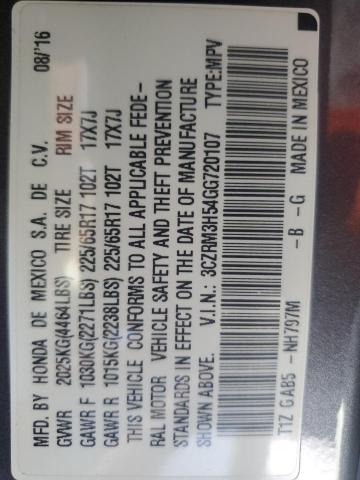 MFD. BY HONDA DE MEXICO S.A. DE C.V. 08/'16
GVWR 2025KG(4464LBS) TIRE SIZE RIM SIZE
GAWR F 1030KG(2271LBS) 225/65R17 102T 17X7J
GAWR R 1015KG(2238LBS) 225/65R17 102T 17X7J
THIS VEHICLE CONFORMS TO ALL APPLICABLE FEDE-
RAL MOTOR VEHICLE SAFETY AND THEFT PREVENTION
STANDARDS IN EFFECT ON THE DATE OF MANUFACTURE
SHOWN ABOVE. V.I.N.: 3CZRM3H54GG720107 TYPE:MPV
T1Z GAB5 -NH797M -B -G MADE IN MEXICO